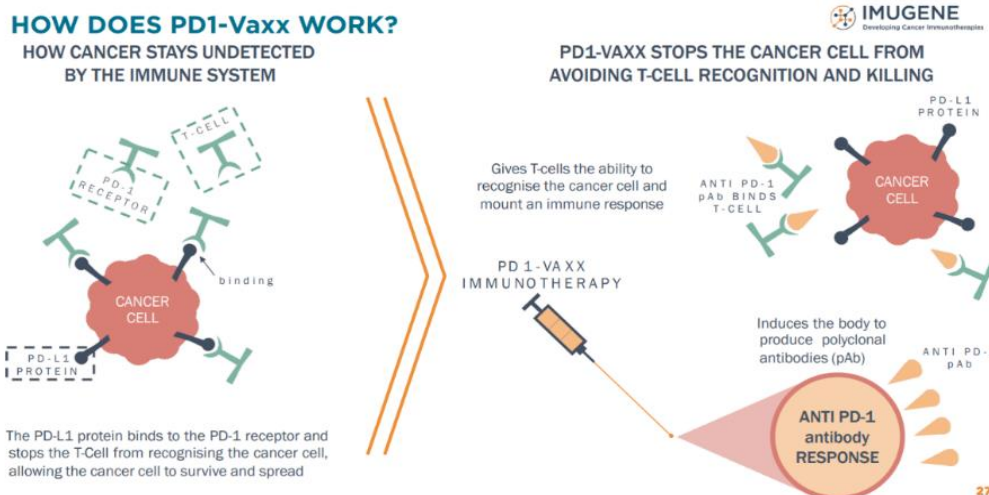 HOW DOES PD1-Vaxx WORK?
HOW CANCER STAYS UNDETECTED
BY THE IMMUNE SYSTEM
T-CELL
PD-1
RECEPTOR
binding
CANCER
CELL
PD-L1
PROTEIN
The PD-L1 protein binds to the PD-1 receptor and
stops the T-Cell from recognising the cancer cell,
allowing the cancer cell to survive and spread
IMUGENE
Developing Cancer Immunotherapies
PD1-VAXX STOPS THE CANCER CELL FROM
AVOIDING T-CELL RECOGNITION AND KILLING
PD-L1
PROTEIN
Gives T-cells the ability to
recognise the cancer cell and
mount an immune response
ANTI PD-1
pAb BINDS
T-CELL
CANCER
CELL
PD1-VAXX
IMMUNOTHERAPY
Induces the body to
produce polyclonal
antibodies (pAb)
ANTI PD-
pAb
ANTI PD-1
antibody
RESPONSE
27